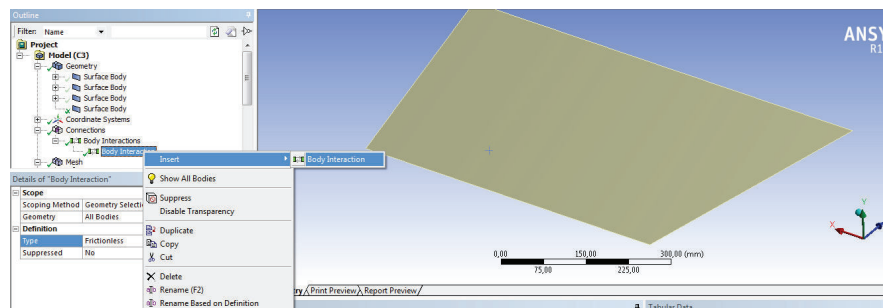 Outline
Filter: Name
Project
Model (C3)
Geometry
Surface Body
Surface Body
Surface Body
Surface Body
Coordinate Systems
Connections
Body Interactions
Body Interaction
Mesh
Insert
Body Interaction
Show All Bodies
Suppress
Disable Transparency
Duplicate
Copy
Cut
Delete
Rename (F2)
Rename Based on Definition
Details of "Body Interaction"
Scope
Scoping Method Geometry Selecti
Geometry All Bodies
Definition
Type Frictionless
Suppressed No
ANSY
R1
Y
X
0,00 150,00 300,00 (mm)
75,00 225,00
try Print Preview Report Preview
Tabular Data